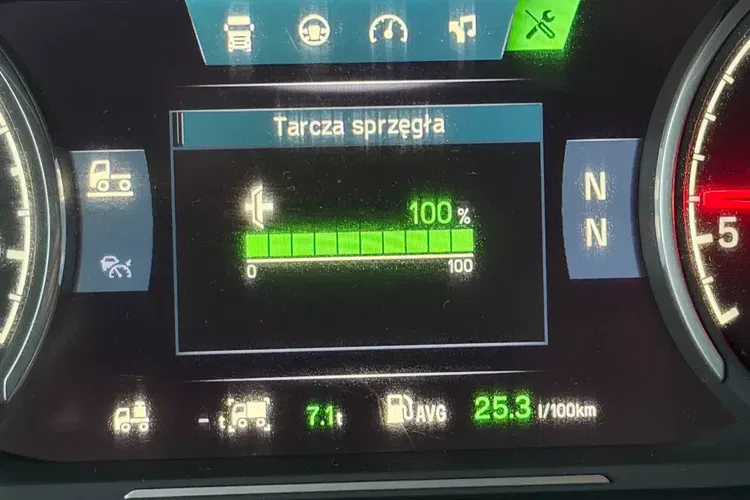 Tarcza sprzęgła
100 %
0 100
N
N
5
- t 7.1 t AVG 25.3 l/100km